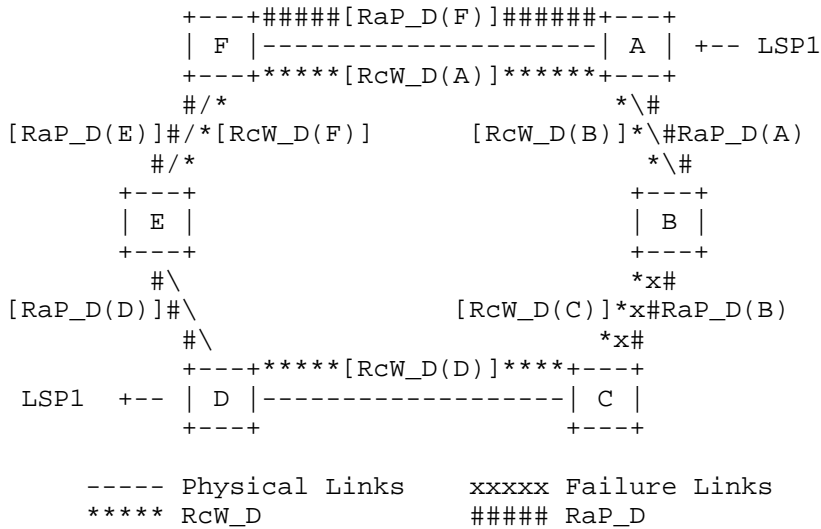 +---+#####[RaP_D(F)]######+---+
| F |---------------------| A | +-- LSP1
+---+*****[RcW_D(A)]******+---+
#/* *\#
[RaP_D(E)]#/*[RcW_D(F)] [RcW_D(B)]*\#RaP_D(A)
#/* *\#
+---+ +---+
| E | | B |
+---+ +---+
#\ *x#
[RaP_D(D)]#\ [RcW_D(C)]*x#RaP_D(B)
#\ *x#
+---+*****[RcW_D(D)]****+---+
LSP1 +-- | D |-------------------| C |
+---+ +---+
----- Physical Links xxxxx Failure Links
***** RcW_D ##### RaP_D